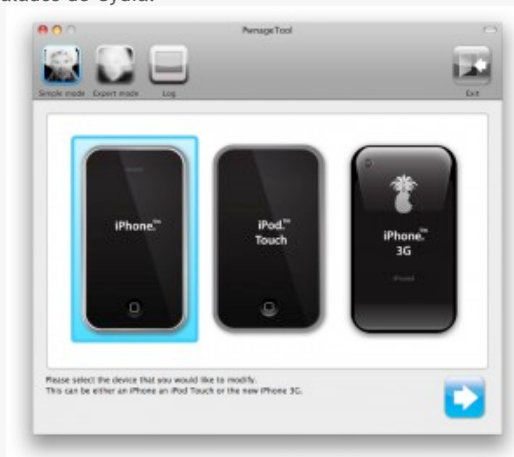 de Cydia.
PwnageTool
Simple mode Expert mode Log Exit
iPhone.™
iPod.™
Touch
iPhone.™
3G
Please select the device that you would like to modify.
This can be either an iPhone an iPod Touch or the new iPhone 3G.